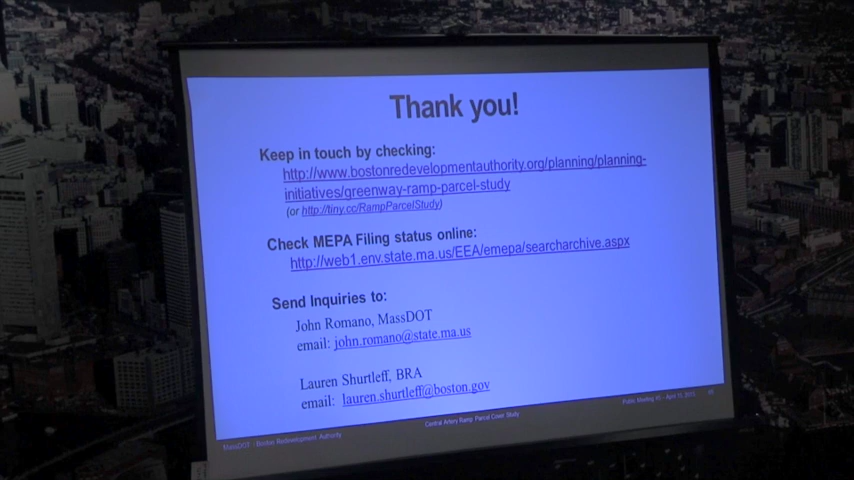 Thank you!
Keep in touch by checking:
http://www.bostonredevelopmentauthority.org/planning/planning-
initiatives/greenway-ramp-parcel-study
(or http://tiny.cc/RampParcelStudy)
Check MEPA Filing status online:
http://web1.env.state.ma.us/EEA/emepa/searcharchive.aspx
Send Inquiries to:
John Romano, MassDOT
email: john.romano@state.ma.us
Lauren Shurtleff, BRA
email: lauren.shurtleff@boston.gov
MassDOT | Boston Redevelopment Authority
Central Artery Ramp Parcel Cover Study
Public Meeting